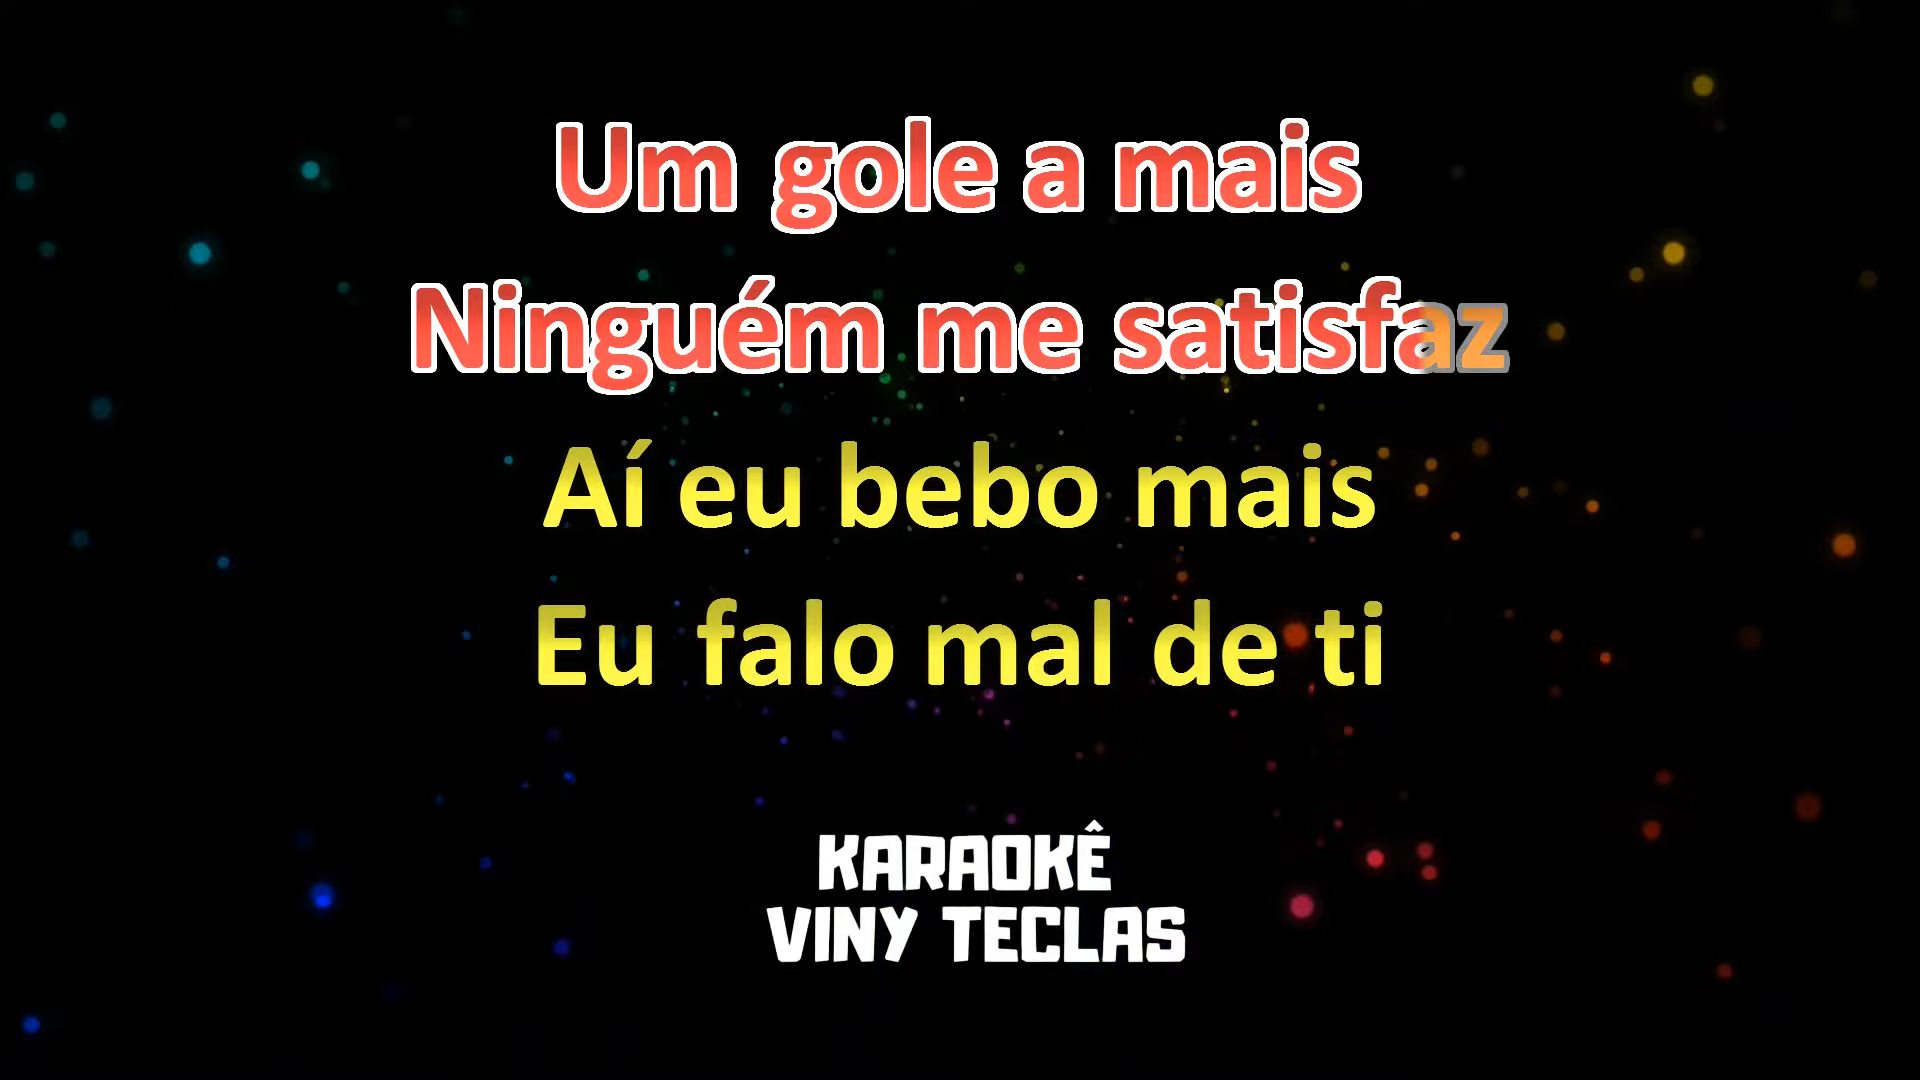 Um gole a mais
Ninguém me satisfaz
Aí eu bebo mais
Eu falo mal de ti
KARAOKÊ
VINY TECLAS